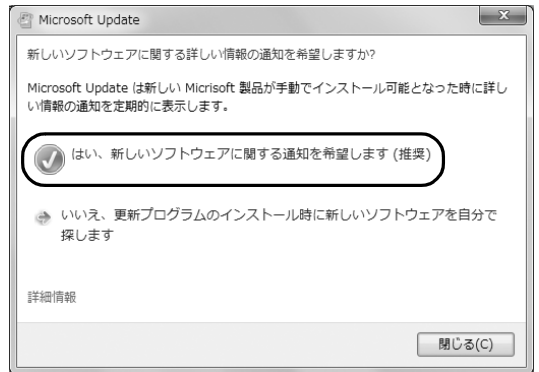 Microsoft Update
新しいソフトウェアに関する詳しい情報の通知を希望しますか?
Microsoft Update は新しい Micrisoft 製品が手動でインストール可能となった時に詳し
い情報の通知を定期的に表示します。
はい、新しいソフトウェアに関する通知を希望します (推奨)
いいえ、更新プログラムのインストール時に新しいソフトウェアを自分で
探します
詳細情報
閉じる(C)